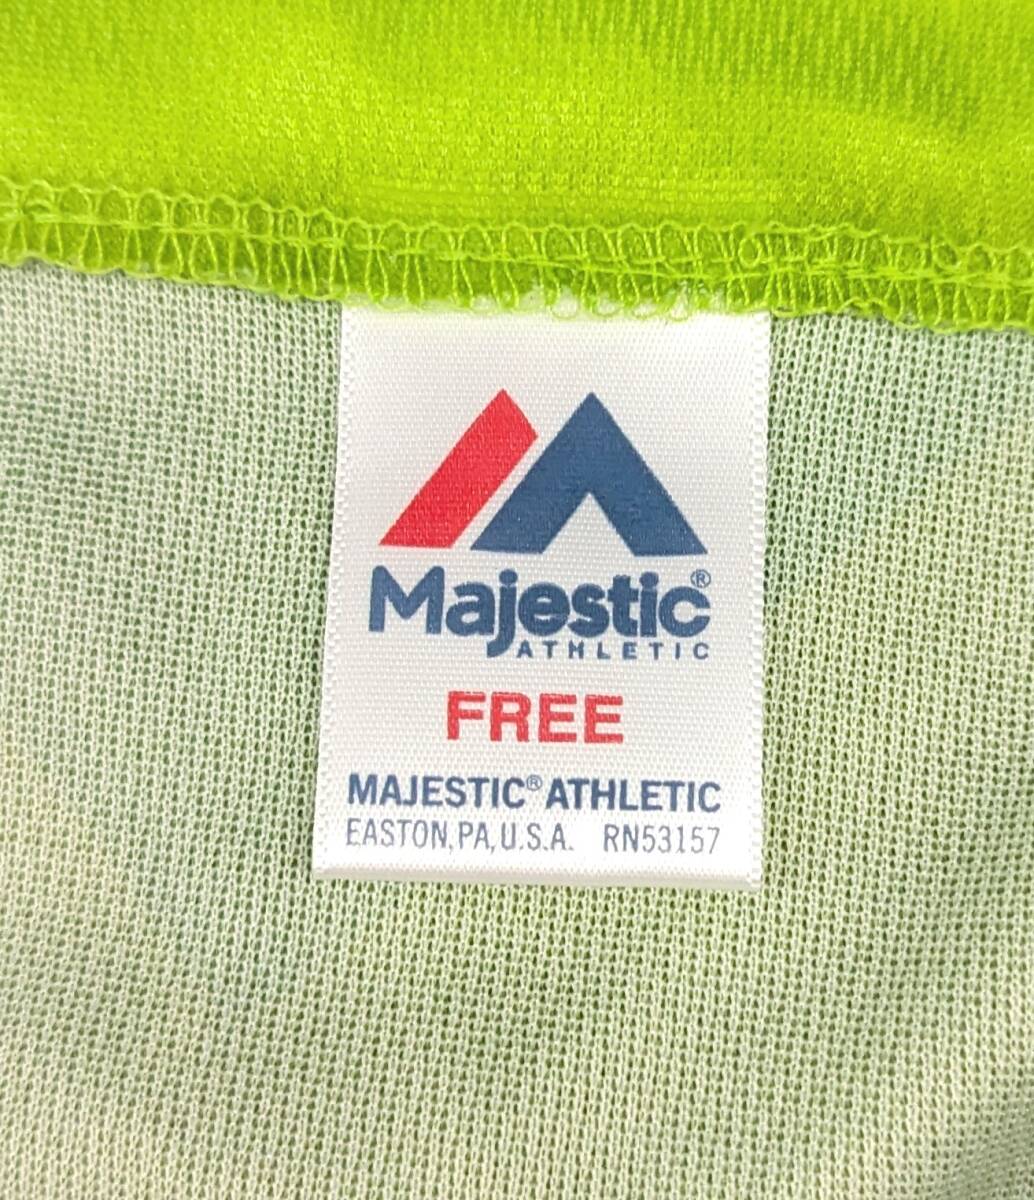 Majestic®
ATHLETIC
FREE
MAJESTIC® ATHLETIC
EASTON, PA, U.S.A. RN53157